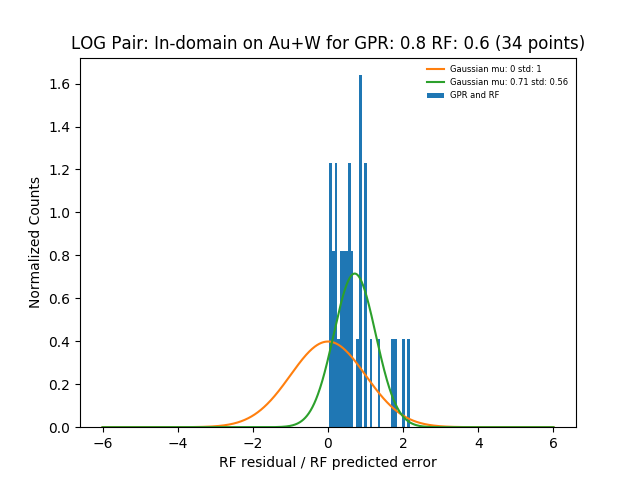 LOG Pair: In-domain on Au+W for GPR: 0.8 RF: 0.6 (34 points)
Gaussian mu: 0 std: 1
Gaussian mu: 0.71 std: 0.56
GPR and RF
Normalized Counts
1.6
1.4
1.2
1.0
0.8
0.6
0.4
0.2
0.0
−6 −4 −2 0 2 4 6
RF residual / RF predicted error